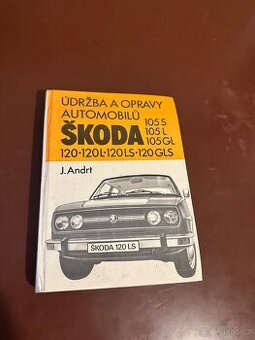 ÚDRŽBA A OPRAVY
AUTOMOBILŮ
ŠKODA 105 S
105 L
105 GL
120 • 120 L • 120 LS • 120 GLS
J. Andrt
ŠKODA 120 LS